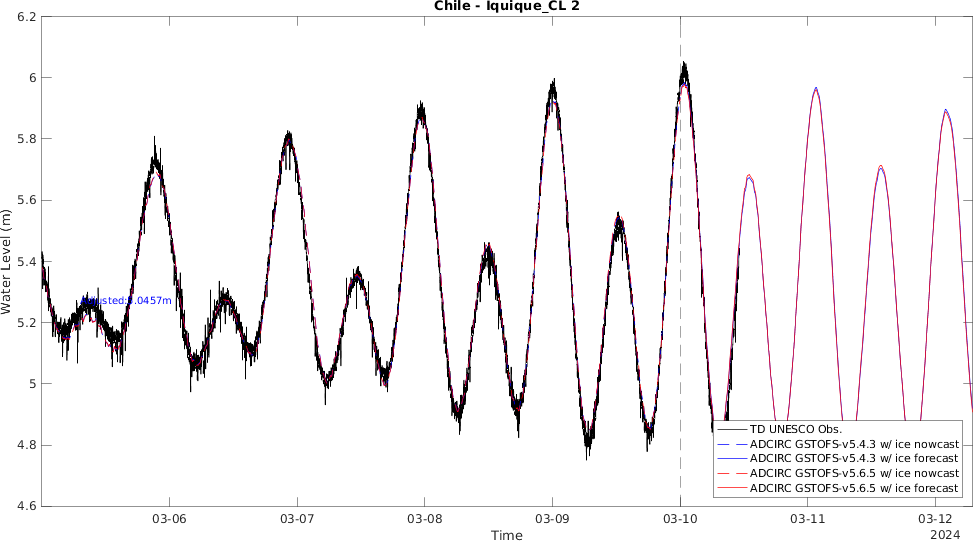 Chile - Iquique_CL 2
Water Level (m)
6.2
6
5.8
5.6
5.4
5.2
5
4.8
4.6
03-06
03-07
03-08
03-09
03-10
03-11
03-12
Time
2024
TD UNESCO Obs.
ADCIRC GSTOFS-v5.4.3 w/ ice nowcast
ADCIRC GSTOFS-v5.4.3 w/ ice forecast
ADCIRC GSTOFS-v5.6.5 w/ ice nowcast
ADCIRC GSTOFS-v5.6.5 w/ ice forecast